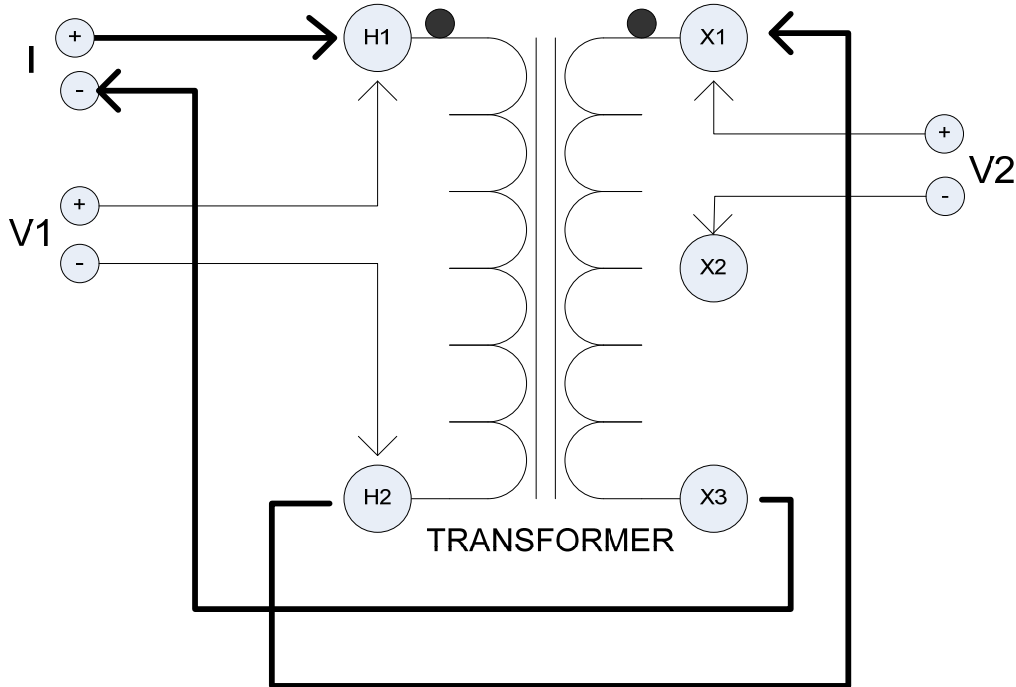 +
H1
X1
I
-
+
V2
+
-
V1
-
X2
H2
X3
TRANSFORMER